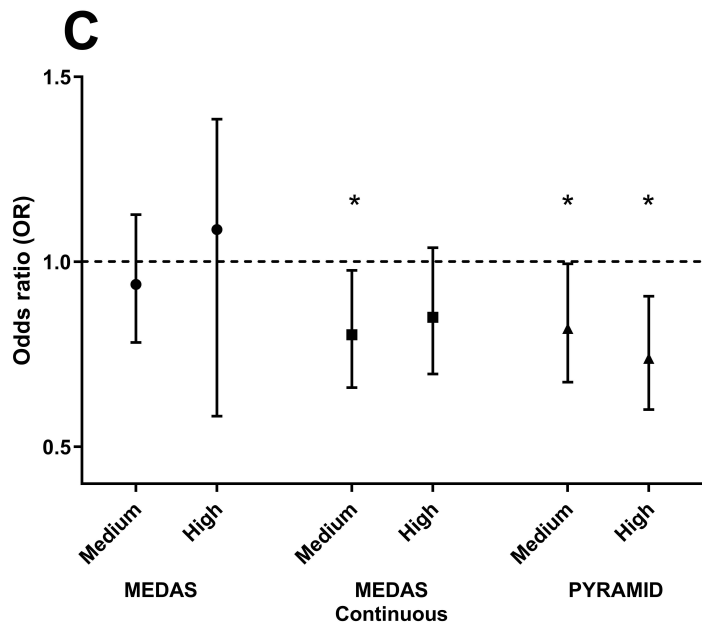 C
1.5
1.0
0.5
Odds ratio (OR)
* * *
Medium High Medium High Medium High
MEDAS MEDAS Continuous PYRAMID